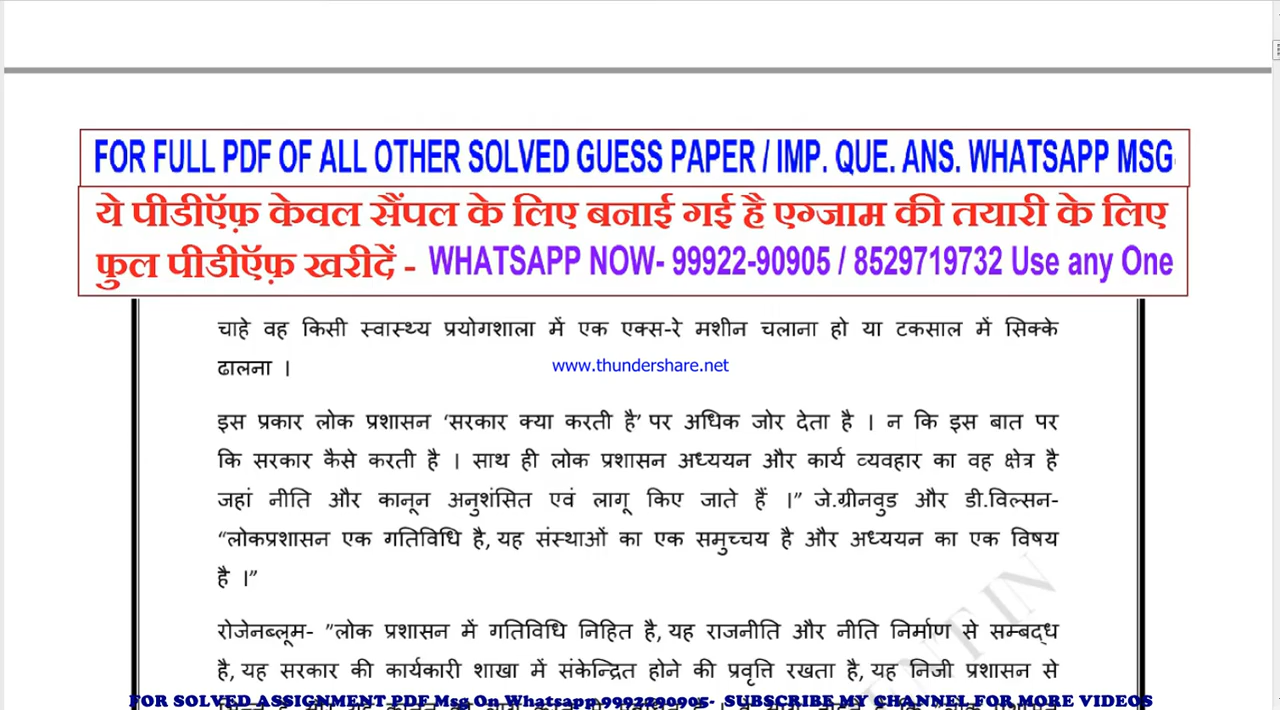 FOR FULL PDF OF ALL OTHER SOLVED GUESS PAPER / IMP. QUE. ANS. WHATSAPP MSG
ये पीडीऍफ़ केवल सैंपल के लिए बनाई गई है एग्जाम की तयारी के लिए
फुल पीडीऍफ़ खरीदें - WHATSAPP NOW- 99922-90905 / 8529719732 Use any One
चाहे वह किसी स्वास्थ्य प्रयोगशाला में एक एक्स-रे मशीन चलाना हो या टकसाल में सिक्के
ढालना ।
www.thundershare.net
इस प्रकार लोक प्रशासन ‘सरकार क्या करती है’ पर अधिक जोर देता है । न कि इस बात पर
कि सरकार कैसे करती है । साथ ही लोक प्रशासन अध्ययन और कार्य व्यवहार का वह क्षेत्र है
जहां नीति और कानून अनुशंसित एवं लागू किए जाते हैं ।” जे.ग्रीनवुड और डी.विल्सन-
“लोकप्रशासन एक गतिविधि है, यह संस्थाओं का एक समुच्चय है और अध्ययन का एक विषय
है ।”
रोजेनब्लूम- ”लोक प्रशासन में गतिविधि निहित है, यह राजनीति और नीति निर्माण से सम्बद्ध
है, यह सरकार की कार्यकारी शाखा में संकेन्द्रित होने की प्रवृत्ति रखता है, यह निजी प्रशासन से
FOR SOLVED ASSIGNMENT PDF Msg On Whatsapp 9992290905- SUBSCRIBE MY CHANNEL FOR MORE VIDEOS